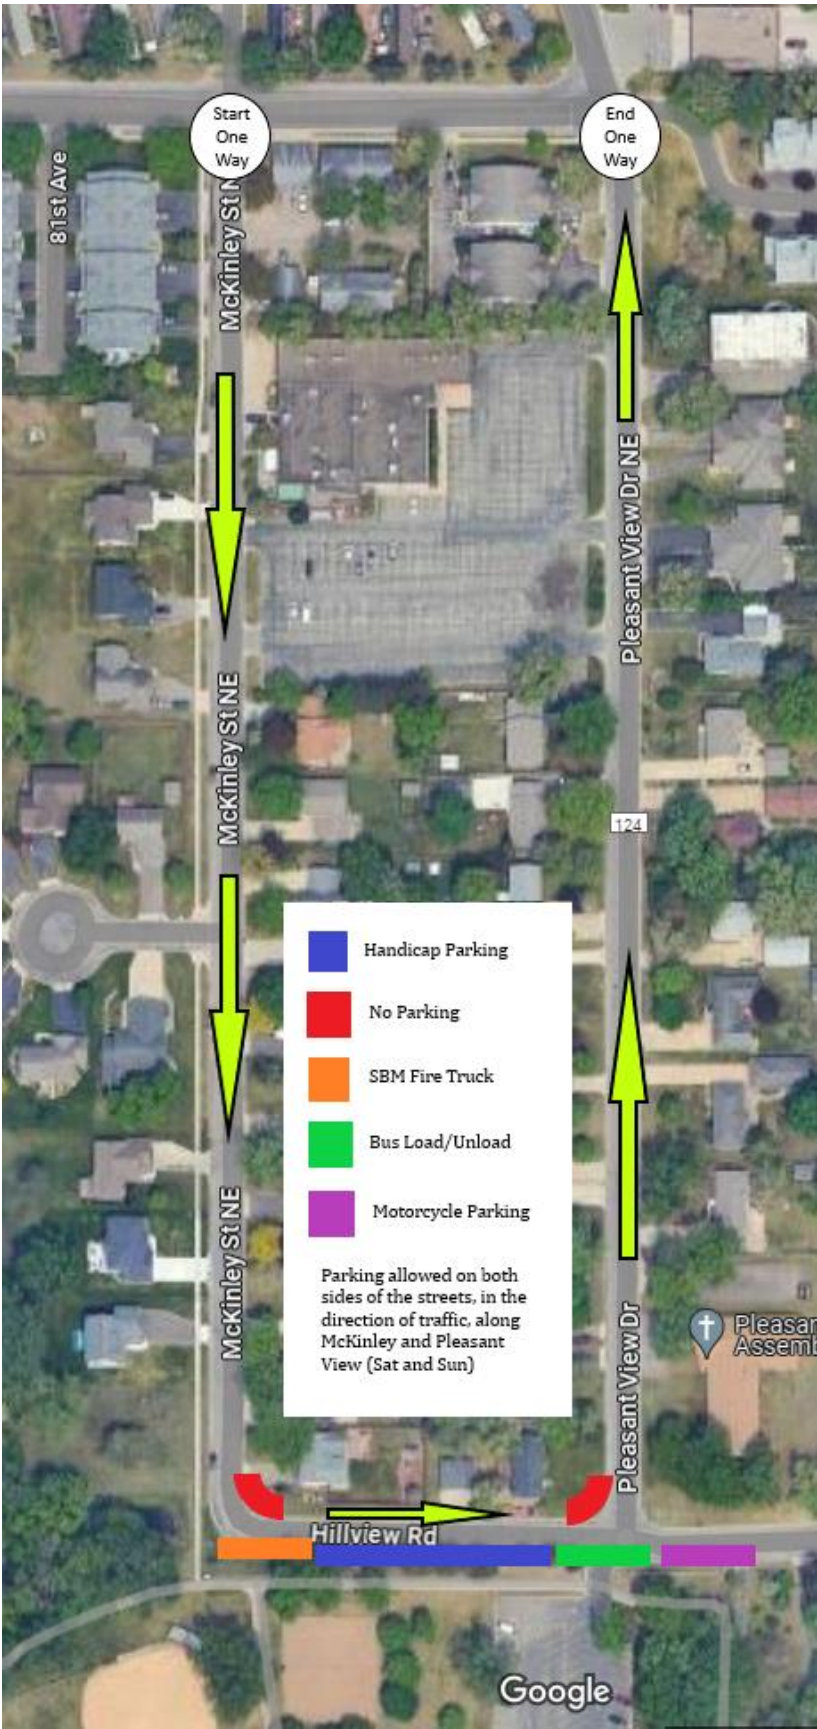 Start
One
Way
End
One
Way
81st Ave
McKinley St N
Pleasant View Dr NE
McKinley St NE
124
Handicap Parking
No Parking
SBM Fire Truck
Bus Load/Unload
Motorcycle Parking
McKinley St NE
Parking allowed on both
sides of the streets, in the
direction of traffic, along
McKinley and Pleasant
View (Sat and Sun)
Pleasant View Dr
Pleasan
Assemb
Hillview Rd
Google